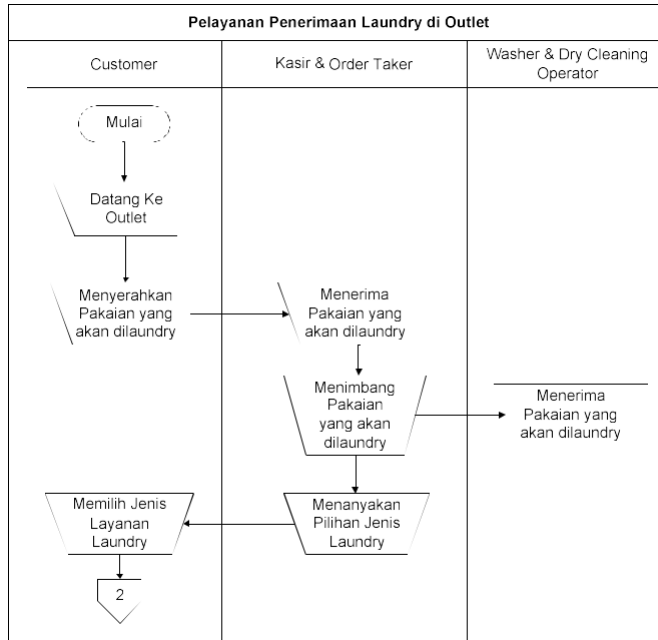 Pelayanan Penerimaan Laundry di Outlet
Customer
Kasir & Order Taker
Washer & Dry Cleaning
Operator
Mulai
Datang Ke
Outlet
Menyerahkan
Pakaian yang
akan dilaundry
Menerima
Pakaian yang
akan dilaundry
Menimbang
Pakaian
yang akan
dilaundry
Menerima
Pakaian yang
akan dilaundry
Menanyakan
Pilihan Jenis
Laundry
Memilih Jenis
Layanan
Laundry
2